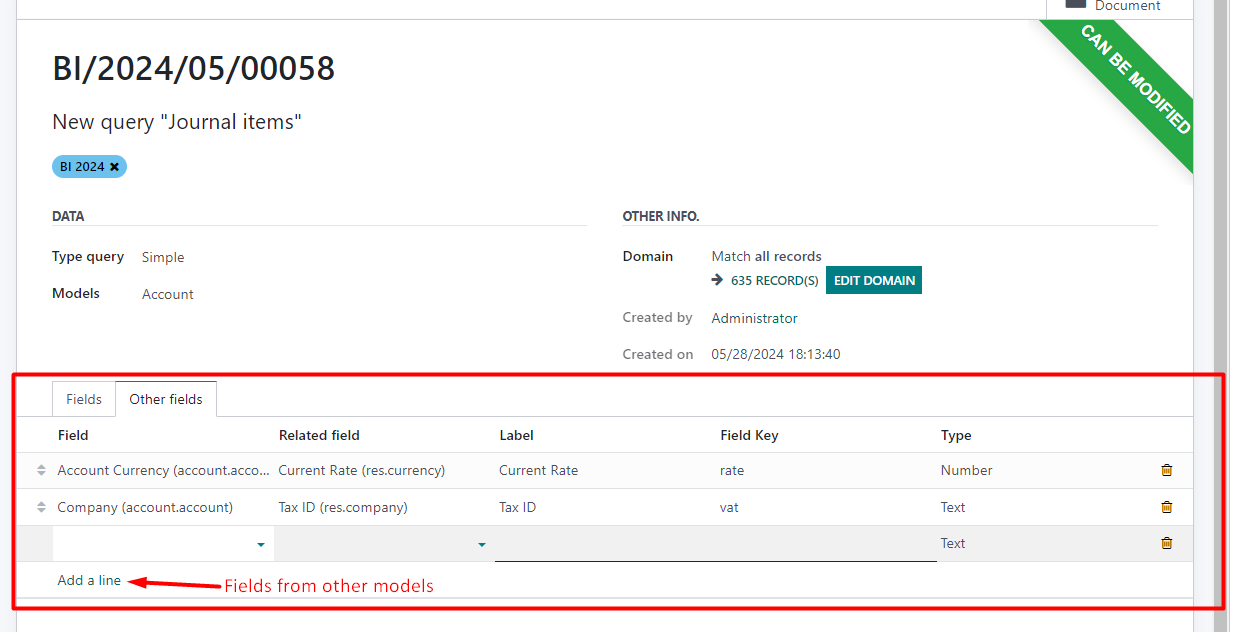 Document
CAN BE MODIFIED
BI/2024/05/00058
New query "Journal items"
BI 2024 ✖
DATA
OTHER INFO.
Type query Simple
Domain Match all records
→ 635 RECORD(S) EDIT DOMAIN
Models Account
Created by Administrator
Created on 05/28/2024 18:13:40
Fields Other fields
Field Related field Label Field Key Type
Account Currency (account.acco... Current Rate (res.currency) Current Rate rate Number
Company (account.account) Tax ID (res.company) Tax ID vat Text
Text
Add a line
Fields from other models